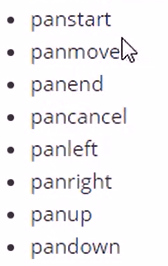 • panstart
• panmove
• panend
• pancancel
• panleft
• panright
• panup
• pandown